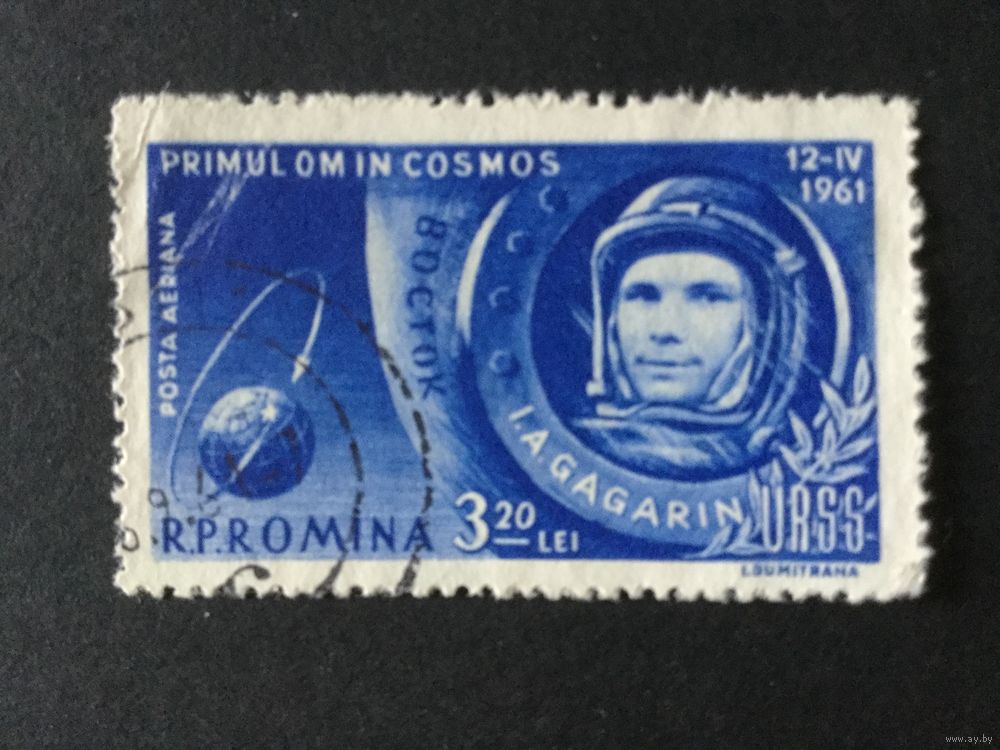 PRIMUL OM IN COSMOS
12-IV
1961
POSTA AERIANA
ВОСТОК
I.A.GAGARIN
R.P.ROMINA
3 20 LEI
URSS
I.DUMITRANA
www.ay.by